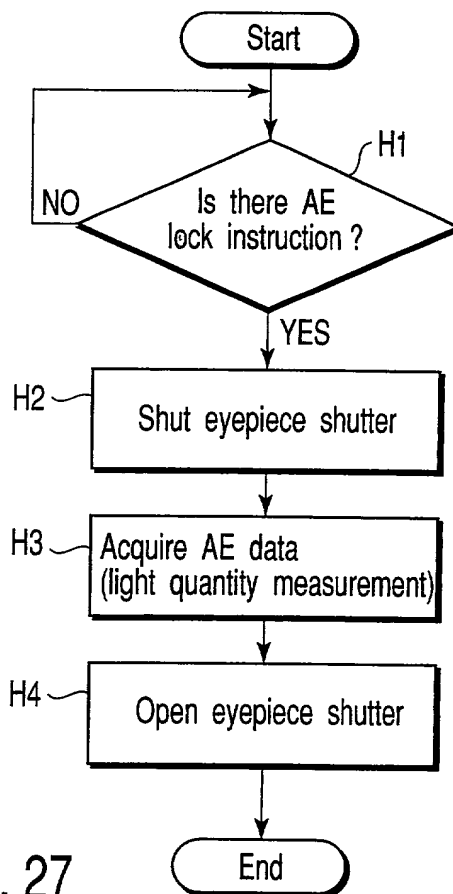 Start
H1
Is there AE
lock instruction ?
NO
YES
H2
Shut eyepiece shutter
H3
Acquire AE data
(light quantity measurement)
H4
Open eyepiece shutter
End
. 27